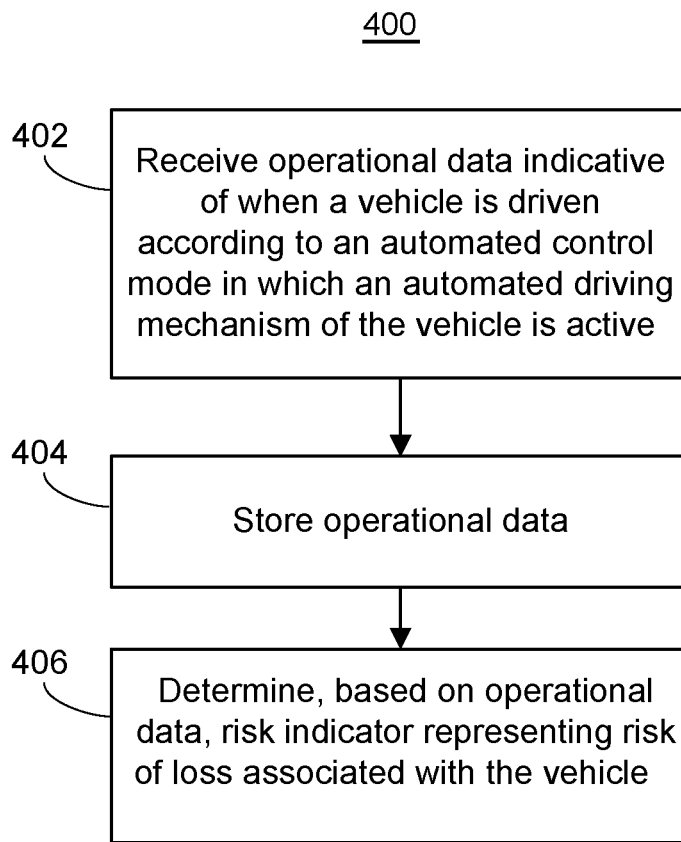 400
402
Receive operational data indicative
of when a vehicle is driven
according to an automated control
mode in which an automated driving
mechanism of the vehicle is active
404
Store operational data
406
Determine, based on operational
data, risk indicator representing risk
of loss associated with the vehicle